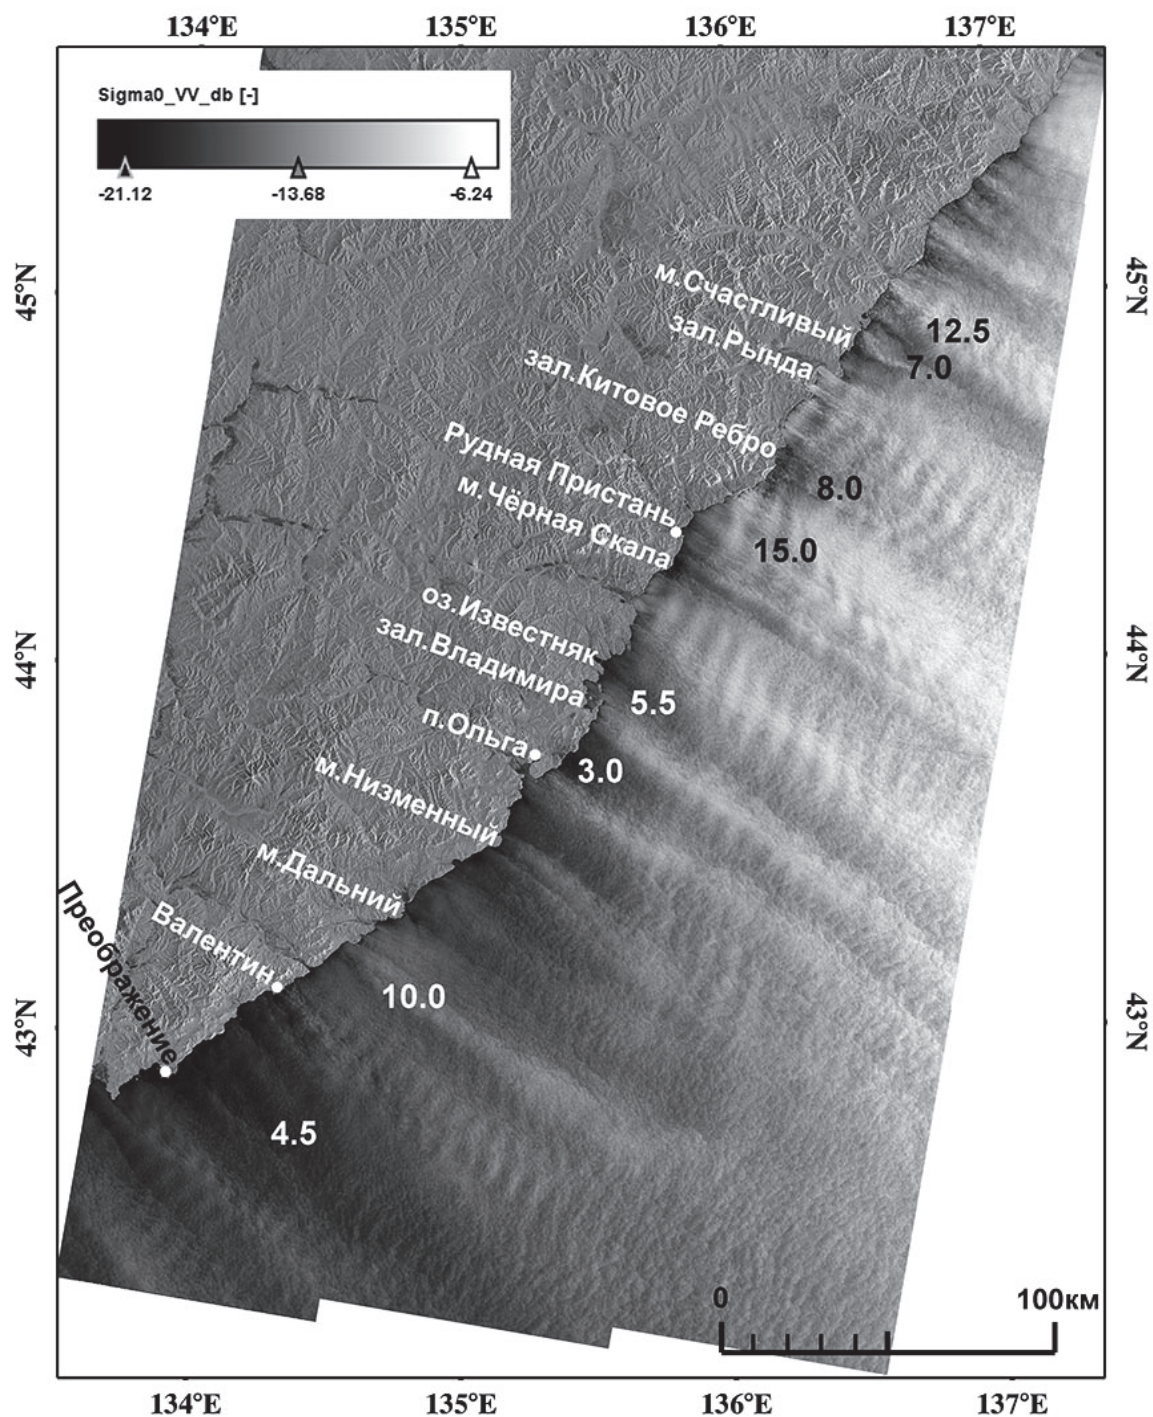 134°E 135°E 136°E 137°E
Sigma0_VV_db [-]
-21.12 -13.68 -6.24
45°N
45°N
м.Счастливый
12.5
зал.Рында
7.0
зал.Китовое Ребро
8.0
Рудная Пристань
м.Чёрная Скала
15.0
оз.Известняк
44°N
44°N
зал.Владимира
5.5
п.Ольга
3.0
м.Низменный
м.Дальний
Валентин
Преображение
10.0
43°N
43°N
4.5
0 100км
134°E 135°E 136°E 137°E